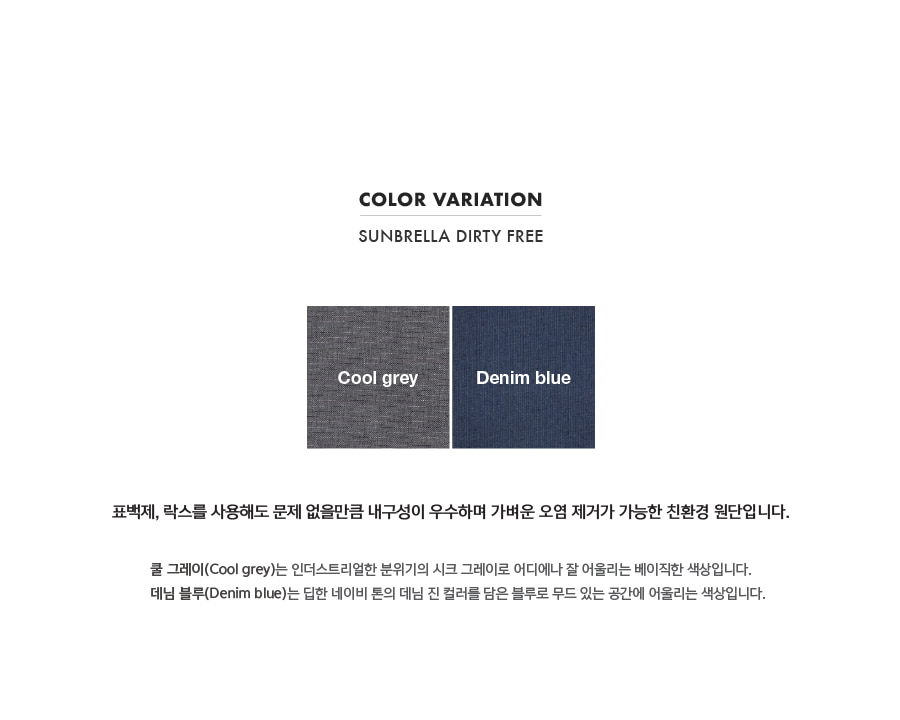 COLOR VARIATION
SUNBRELLA DIRTY FREE
Cool grey
Denim blue
표백제, 락스를 사용해도 문제 없을만큼 내구성이 우수하며 가벼운 오염 제거가 가능한 친환경 원단입니다.
쿨 그레이(Cool grey)는 인더스트리얼한 분위기의 시크 그레이로 어디에나 잘 어울리는 베이직한 색상입니다.
데님 블루(Denim blue)는 딥한 네이비 톤의 데님 진 컬러를 담은 블루로 무드 있는 공간에 어울리는 색상입니다.